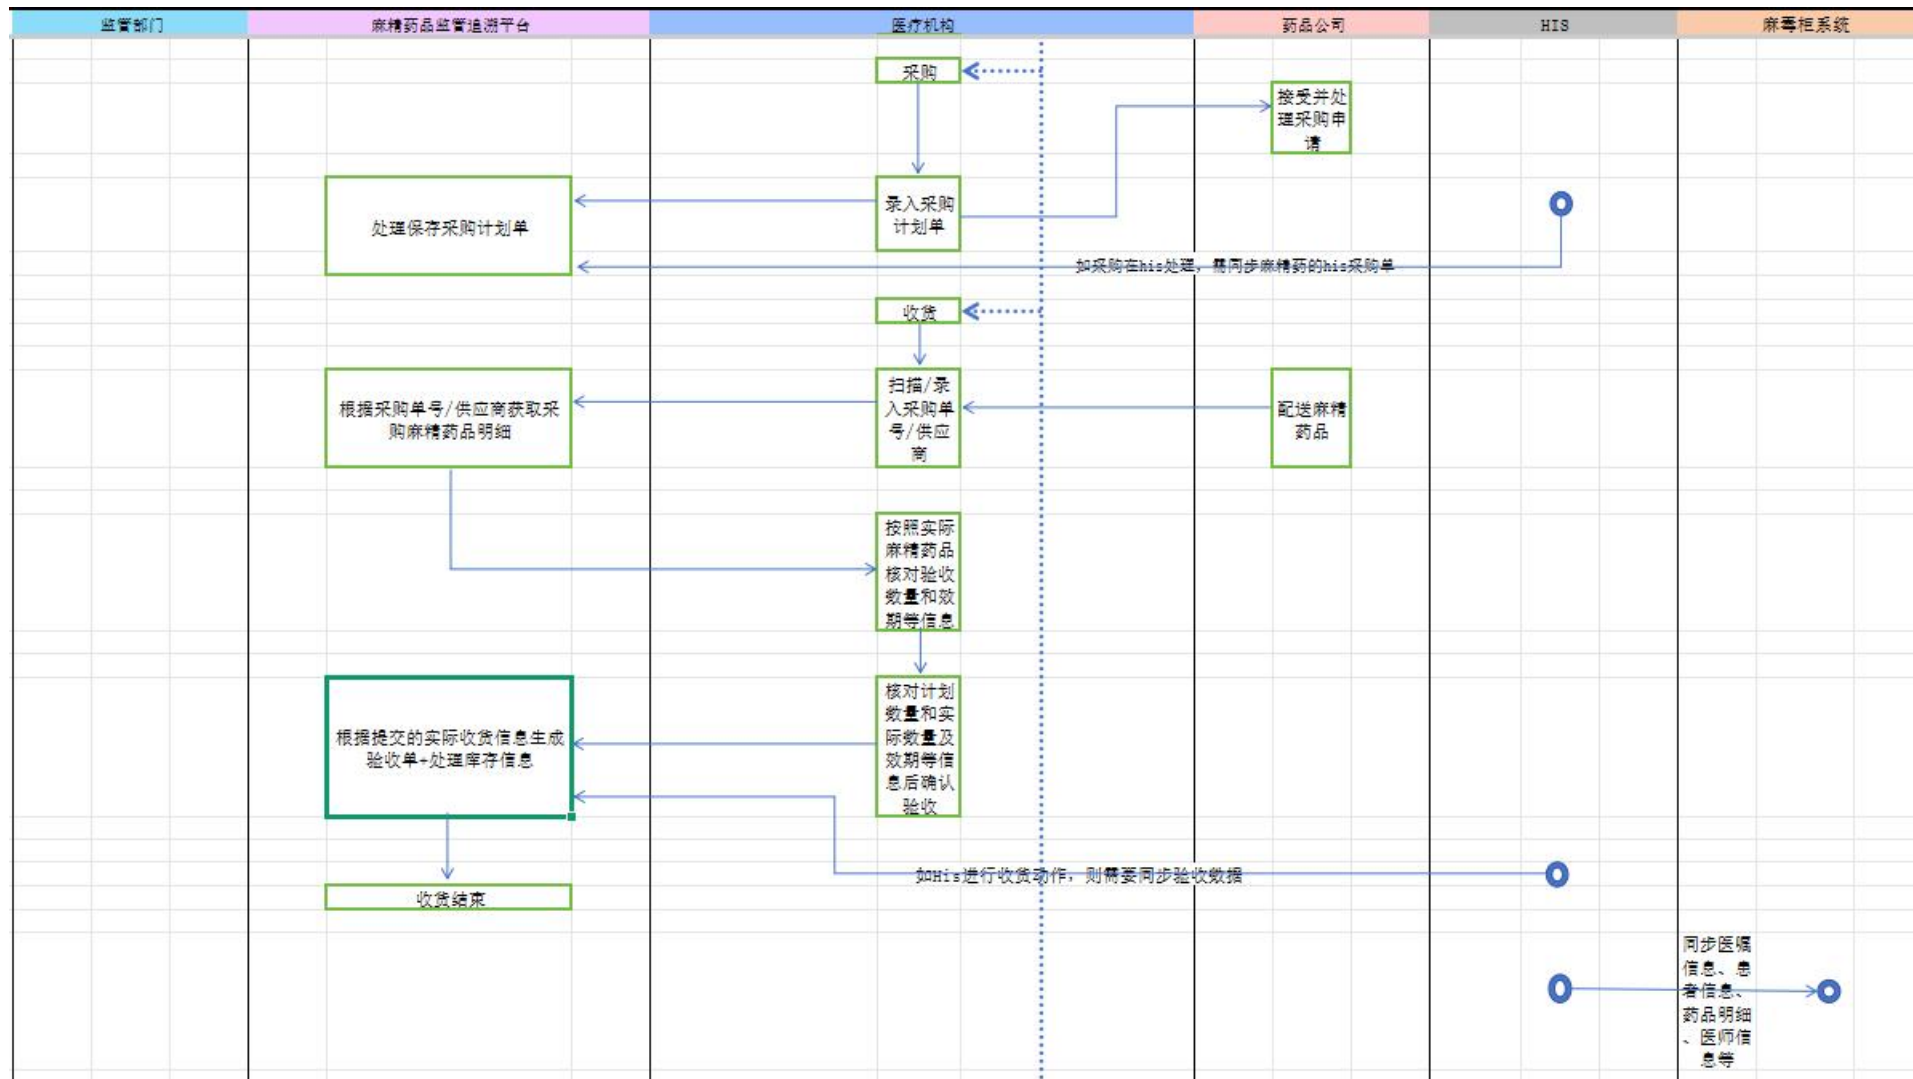 监管部门
麻精药品监管追溯平台
医疗机构
药品公司
HIS
麻毒柜系统
采购
接受并处
理采购申
请
处理保存采购计划单
录入采购
计划单
如采购在his处理，需同步麻精药的his采购单
收货
根据采购单号/供应商获取采
购麻精药品明细
扫描/录
入采购单
号/供应
商
配送麻精
药品
按照实际
麻精药品
核对验收
数量和效
期等信息
根据提交的实际收货信息生成
验收单+处理库存信息
核对计划
数量和实
际数量及
效期等信
息后确认
验收
如His进行收货动作，则需要同步验收数据
收货结束
同步医嘱
信息、患
者信息、
药品明细
、医师信
息等